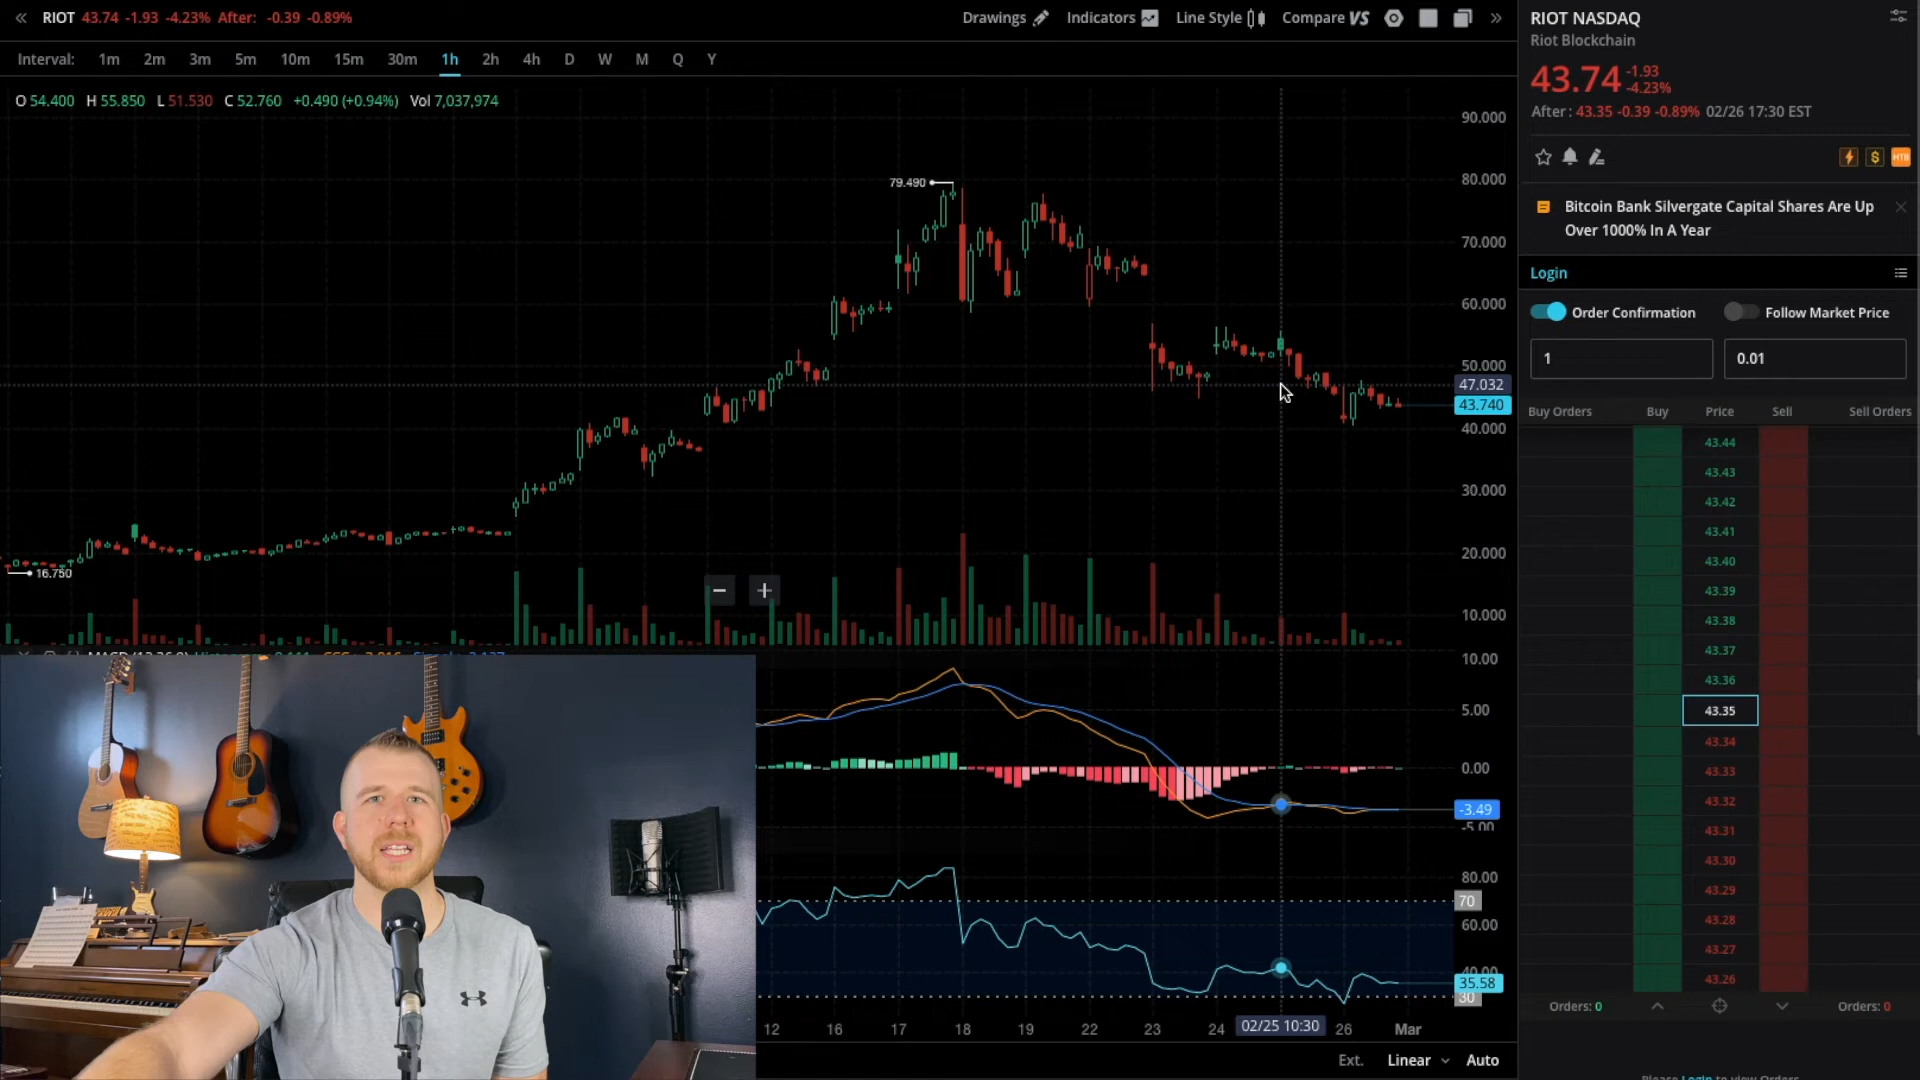 RIOT 43.74 -1.93 -4.23% After: -0.39 -0.89%
Drawings Indicators Line Style Compare VS
Interval: 1m 2m 3m 5m 10m 15m 30m 1h 2h 4h D W M Q Y
O 54.400 H 55.850 L 51.530 C 52.760 +0.490 (+0.94%) Vol 7,037,974
90.000
79.490
80.000
70.000
60.000
50.000
47.032
43.740
40.000
30.000
20.000
16.750
10.000
10.00
5.00
0.00
-3.49
-5.00
80.00
70
60.00
40.00
35.58
30
12 16 17 18 19 22 23 24 02/25 10:30 26 Mar
Ext. Linear Auto
RIOT NASDAQ
Riot Blockchain
43.74 -1.93
-4.23%
After: 43.35 -0.39 -0.89% 02/26 17:30 EST
$ HTB
Bitcoin Bank Silvergate Capital Shares Are Up
Over 1000% In A Year
Login
Order Confirmation Follow Market Price
1 0.01
Buy Orders Buy Price Sell Sell Orders
43.44
43.43
43.42
43.41
43.40
43.39
43.38
43.37
43.36
43.35
43.34
43.33
43.32
43.31
43.30
43.29
43.28
43.27
43.26
Orders: 0 Orders: 0
Please Login to view Orders